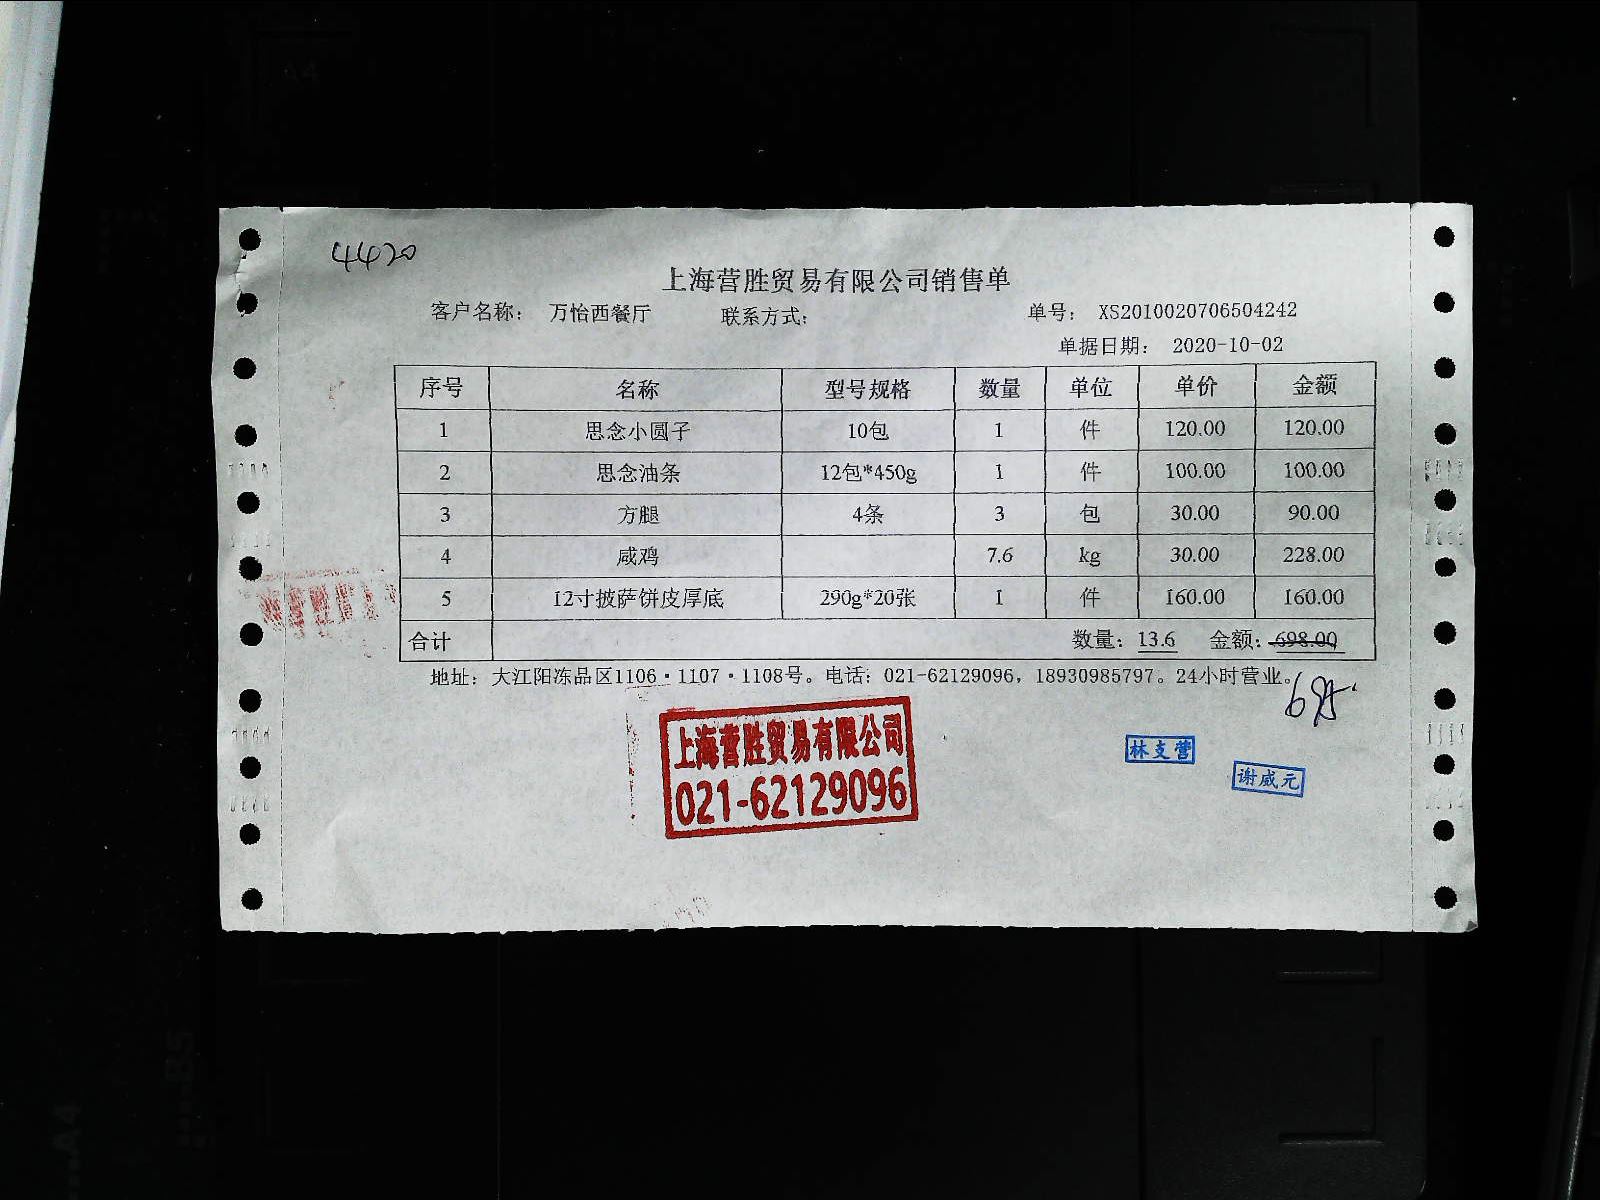 4420
上海营胜贸易有限公司销售单
客户名称： 万怡西餐厅 联系方式： 单号： XS2010020706504242
单据日期： 2020-10-02
序号 名称 型号规格 数量 单位 单价 金额
1 思念小圆子 10包 1 件 120.00 120.00
2 思念油条 12包*450g 1 件 100.00 100.00
3 方腿 4条 3 包 30.00 90.00
4 咸鸡 7.6 kg 30.00 228.00
5 12寸披萨饼皮厚底 290g*20张 1 件 160.00 160.00
合计 数量：13.6 金额：698.00
地址：大江阳冻品区1106·1107·1108号。电话：021-62129096，18930985797。24小时营业。
695
上海营胜贸易有限公司
021-62129096
林支营
谢威元
A4
B5
A4